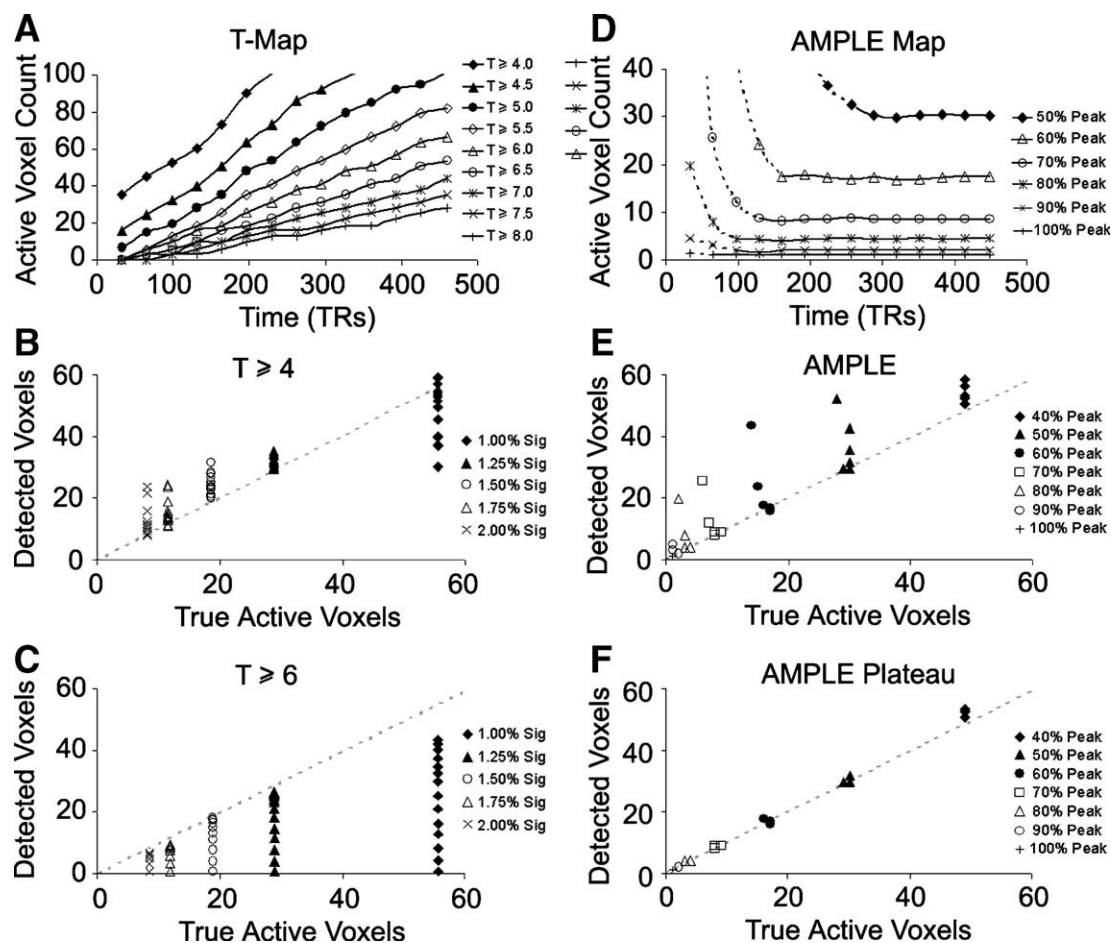 A
T-Map
Active Voxel Count
100
80
60
40
20
0
0 100 200 300 400 500
Time (TRs)
T ⩾ 4.0
T ⩾ 4.5
T ⩾ 5.0
T ⩾ 5.5
T ⩾ 6.0
T ⩾ 6.5
T ⩾ 7.0
T ⩾ 7.5
T ⩾ 8.0
D
AMPLE Map
Active Voxel Count
40
30
20
10
0
0 100 200 300 400 500
Time (TRs)
50% Peak
60% Peak
70% Peak
80% Peak
90% Peak
100% Peak
B
T ⩾ 4
Detected Voxels
60
40
20
0
0 20 40 60
True Active Voxels
1.00% Sig
1.25% Sig
1.50% Sig
1.75% Sig
2.00% Sig
E
AMPLE
Detected Voxels
60
40
20
0
0 20 40 60
True Active Voxels
40% Peak
50% Peak
60% Peak
70% Peak
80% Peak
90% Peak
100% Peak
C
T ⩾ 6
Detected Voxels
60
40
20
0
0 20 40 60
True Active Voxels
1.00% Sig
1.25% Sig
1.50% Sig
1.75% Sig
2.00% Sig
F
AMPLE Plateau
Detected Voxels
60
40
20
0
0 20 40 60
True Active Voxels
40% Peak
50% Peak
60% Peak
70% Peak
80% Peak
90% Peak
100% Peak